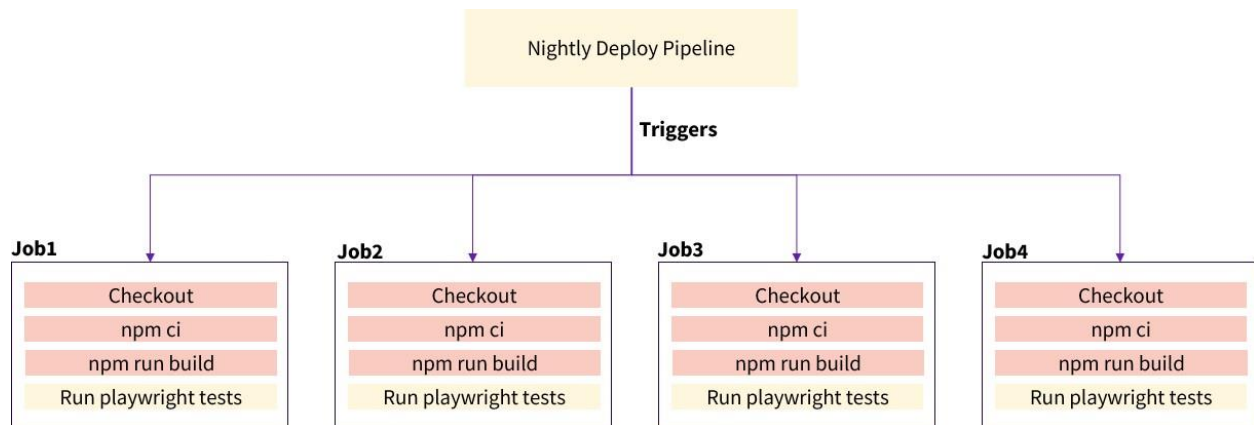 Nightly Deploy Pipeline
Triggers
Job1
Checkout
npm ci
npm run build
Run playwright tests
Job2
Checkout
npm ci
npm run build
Run playwright tests
Job3
Checkout
npm ci
npm run build
Run playwright tests
Job4
Checkout
npm ci
npm run build
Run playwright tests